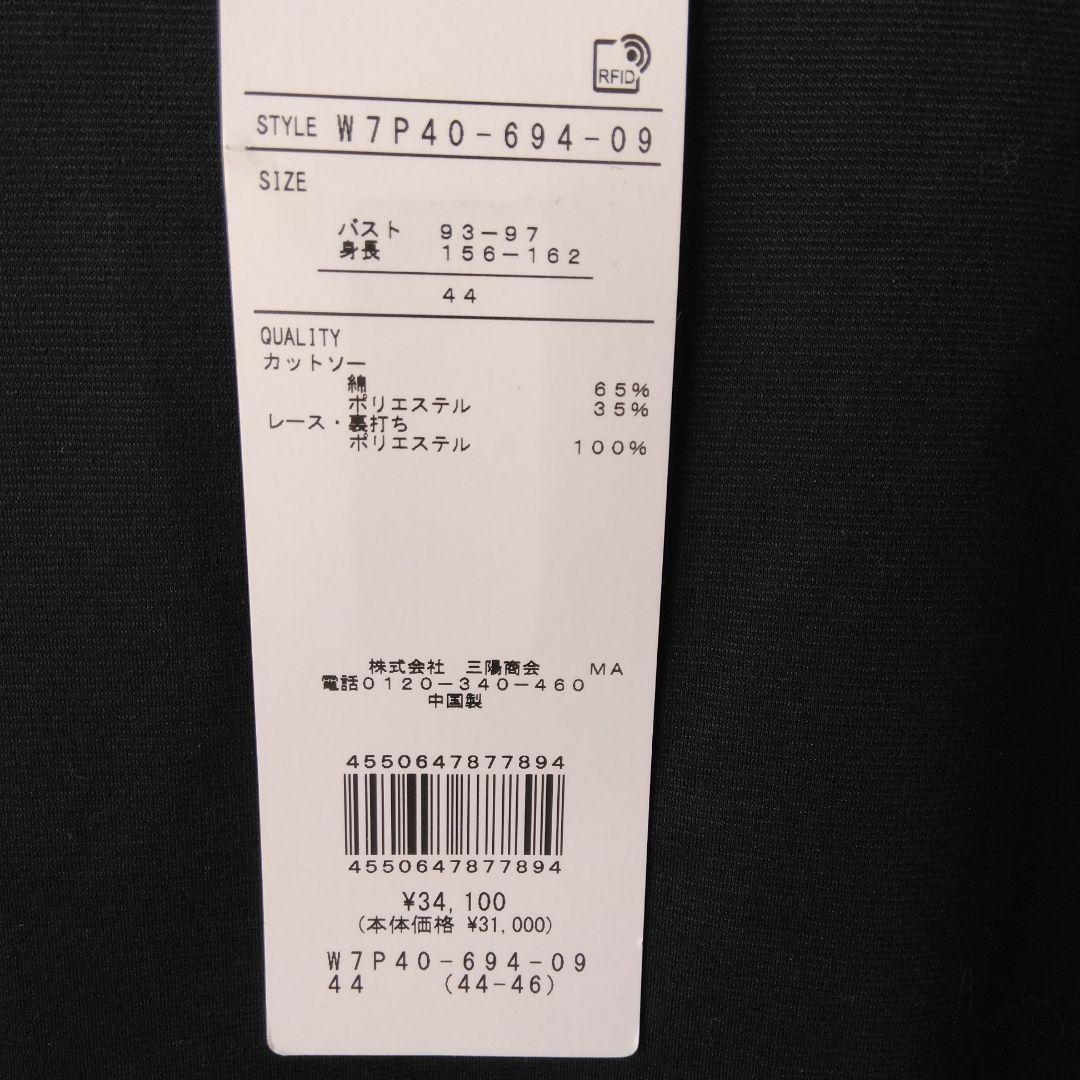 RFID
STYLE W7P40-694-09
SIZE
バスト 93-97
身長 156-162
44
QUALITY
カットソー
綿 65%
ポリエステル 35%
レース・裏打ち
ポリエステル 100%
株式会社 三陽商会 MA
電話0120-340-460
中国製
4550647877894
4550647877894
¥34,100
(本体価格 ¥31,000)
W7P40-694-09
44 (44-46)